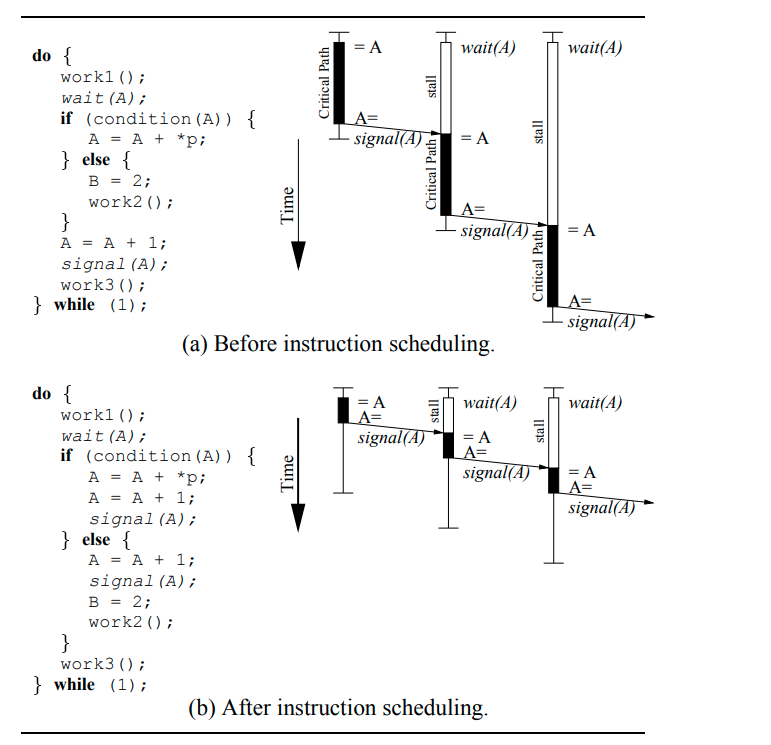 do {
work1();
wait(A);
if (condition(A)) {
A = A + *p;
} else {
B = 2;
work2();
}
A = A + 1;
signal(A);
work3();
} while (1);
Time
Critical Path
= A
A=
signal(A)
wait(A)
stall
Critical Path
= A
A=
signal(A)
wait(A)
stall
Critical Path
= A
A=
signal(A)
(a) Before instruction scheduling.
do {
work1();
wait(A);
if (condition(A)) {
A = A + *p;
A = A + 1;
signal(A);
} else {
A = A + 1;
signal(A);
B = 2;
work2();
}
work3();
} while (1);
Time
= A
A=
signal(A)
wait(A)
stall
= A
A=
signal(A)
wait(A)
stall
= A
A=
signal(A)
(b) After instruction scheduling.